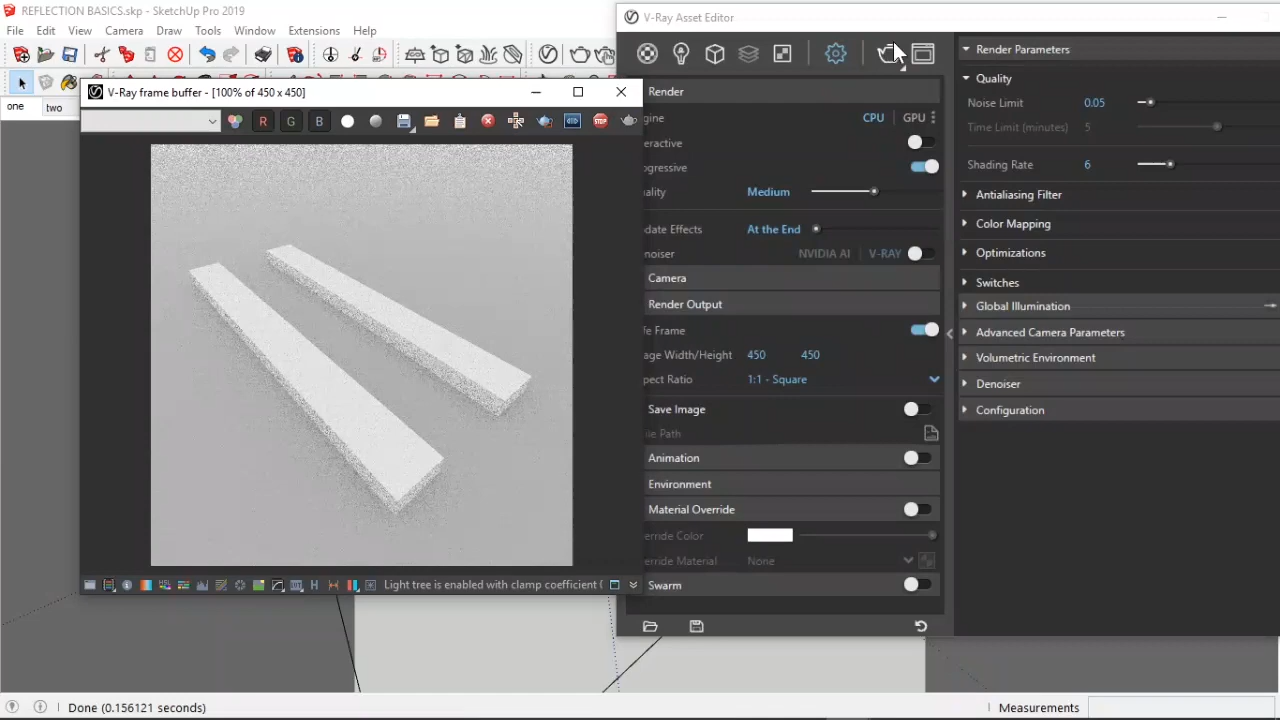 REFLECTION BASICS.skp - SketchUp Pro 2019
File Edit View Camera Draw Tools Window Extensions Help
one two
V-Ray frame buffer - [100% of 450 x 450]
R G B
Light tree is enabled with clamp coefficient (
V-Ray Asset Editor
Render
gine CPU GPU
eractive
ogressive
ality Medium
date Effects At the End
noiser NVIDIA AI V-RAY
Camera
Render Output
fe Frame
age Width/Height 450 450
pect Ratio 1:1 - Square
Save Image
ile Path
Animation
Environment
Material Override
erride Color
erride Material None
Swarm
Render Parameters
Quality
Noise Limit 0.05
Time Limit (minutes) 5
Shading Rate 6
Antialiasing Filter
Color Mapping
Optimizations
Switches
Global Illumination
Advanced Camera Parameters
Volumetric Environment
Denoiser
Configuration
Done (0.156121 seconds)
Measurements